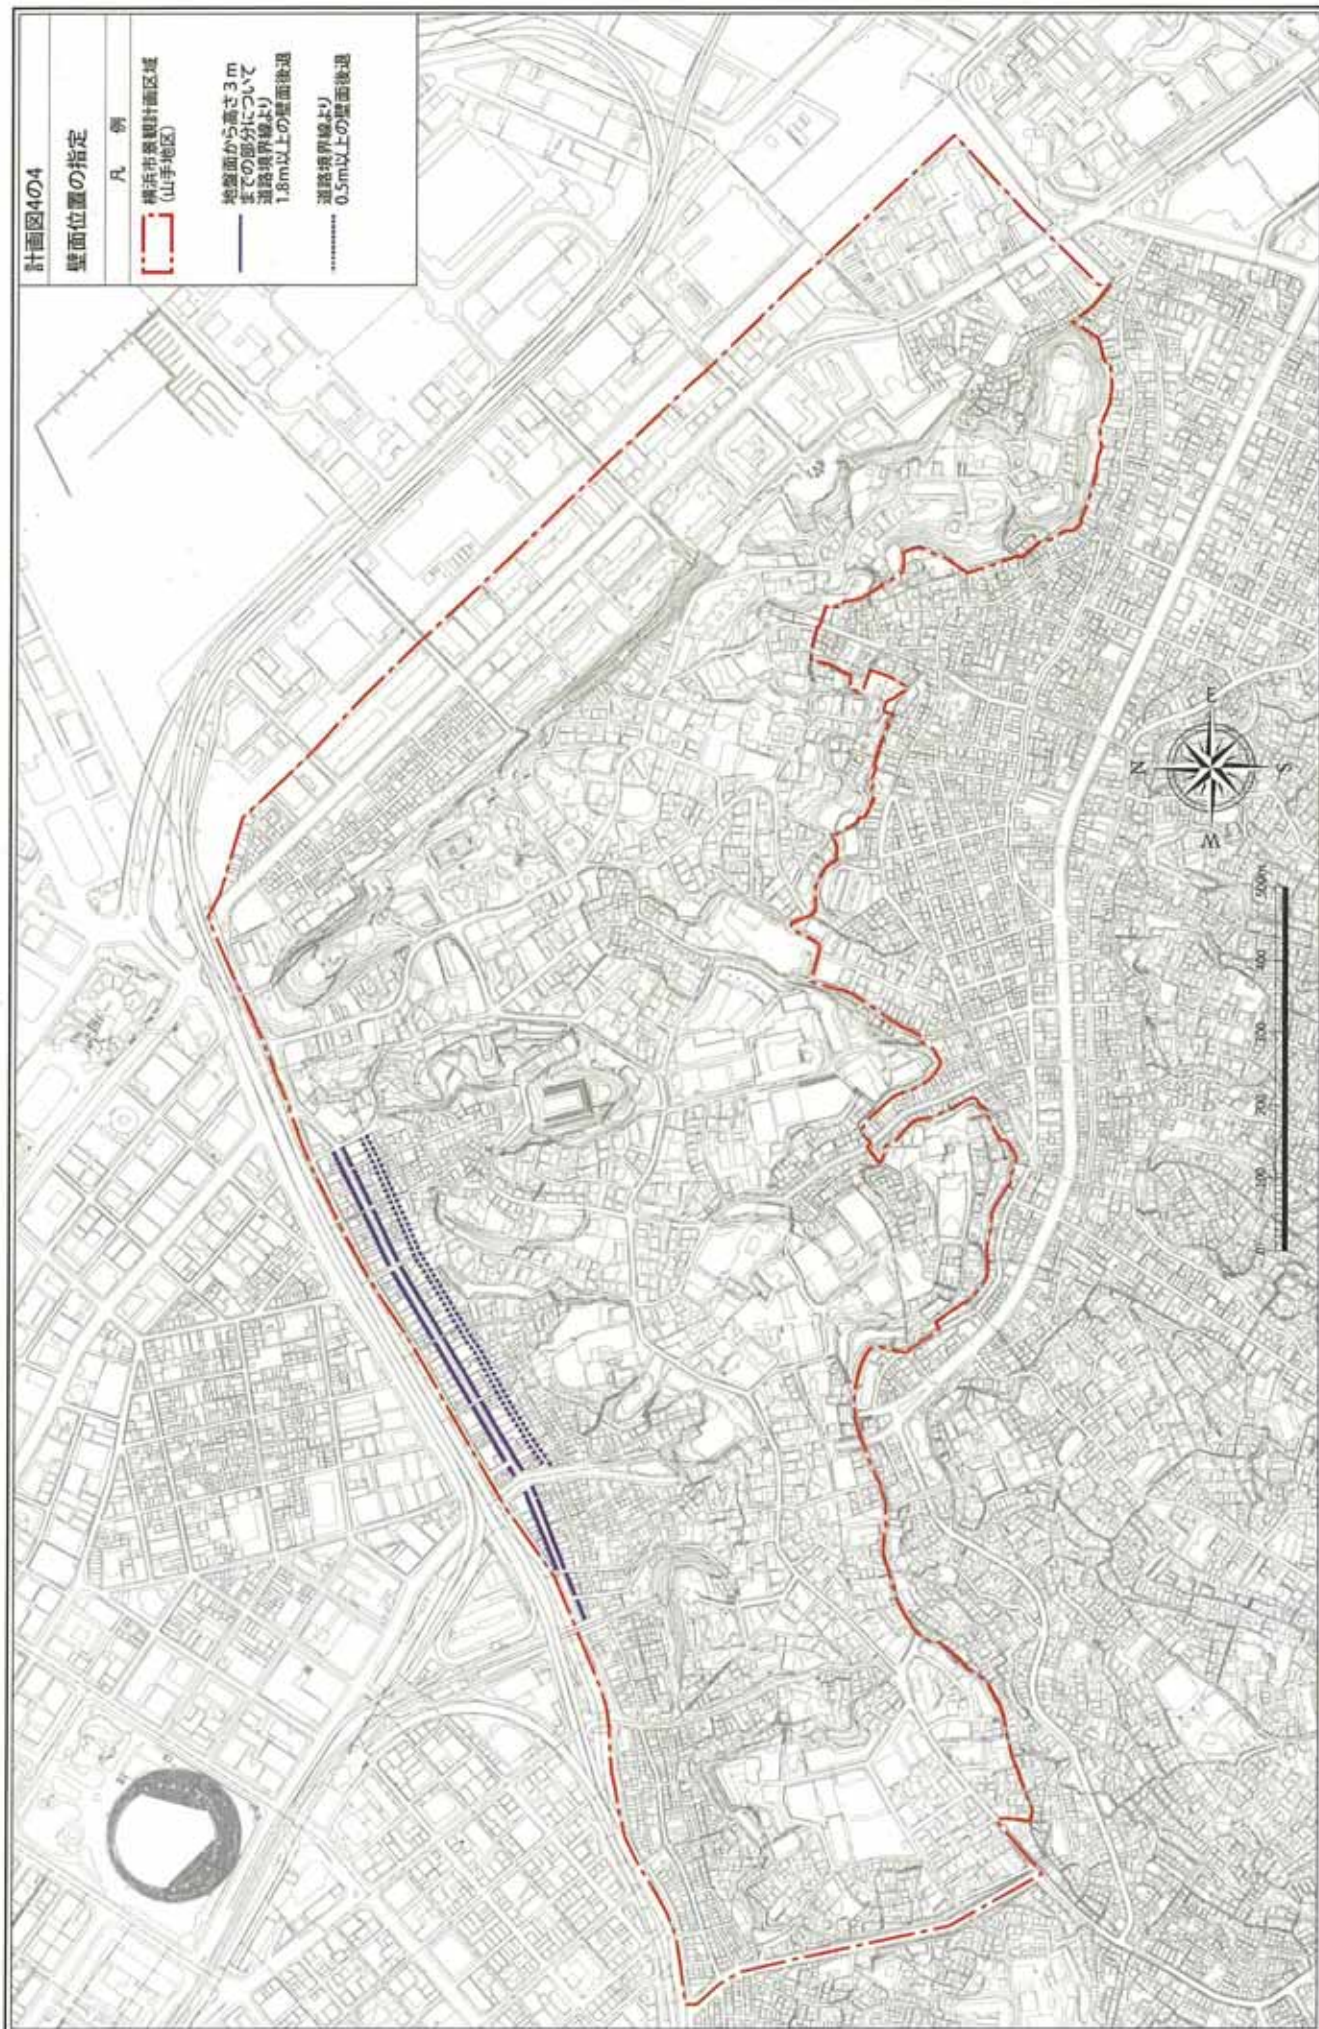 計画図4の4
壁面位置の指定
凡 例
横浜市景観計画区域
(山手地区)
地盤面から高さ3m
までの部分について
道路境界線より
1.8m以上の壁面後退
道路境界線より
0.5m以上の壁面後退
N
E
S
W
0
100
200
300
400
500m